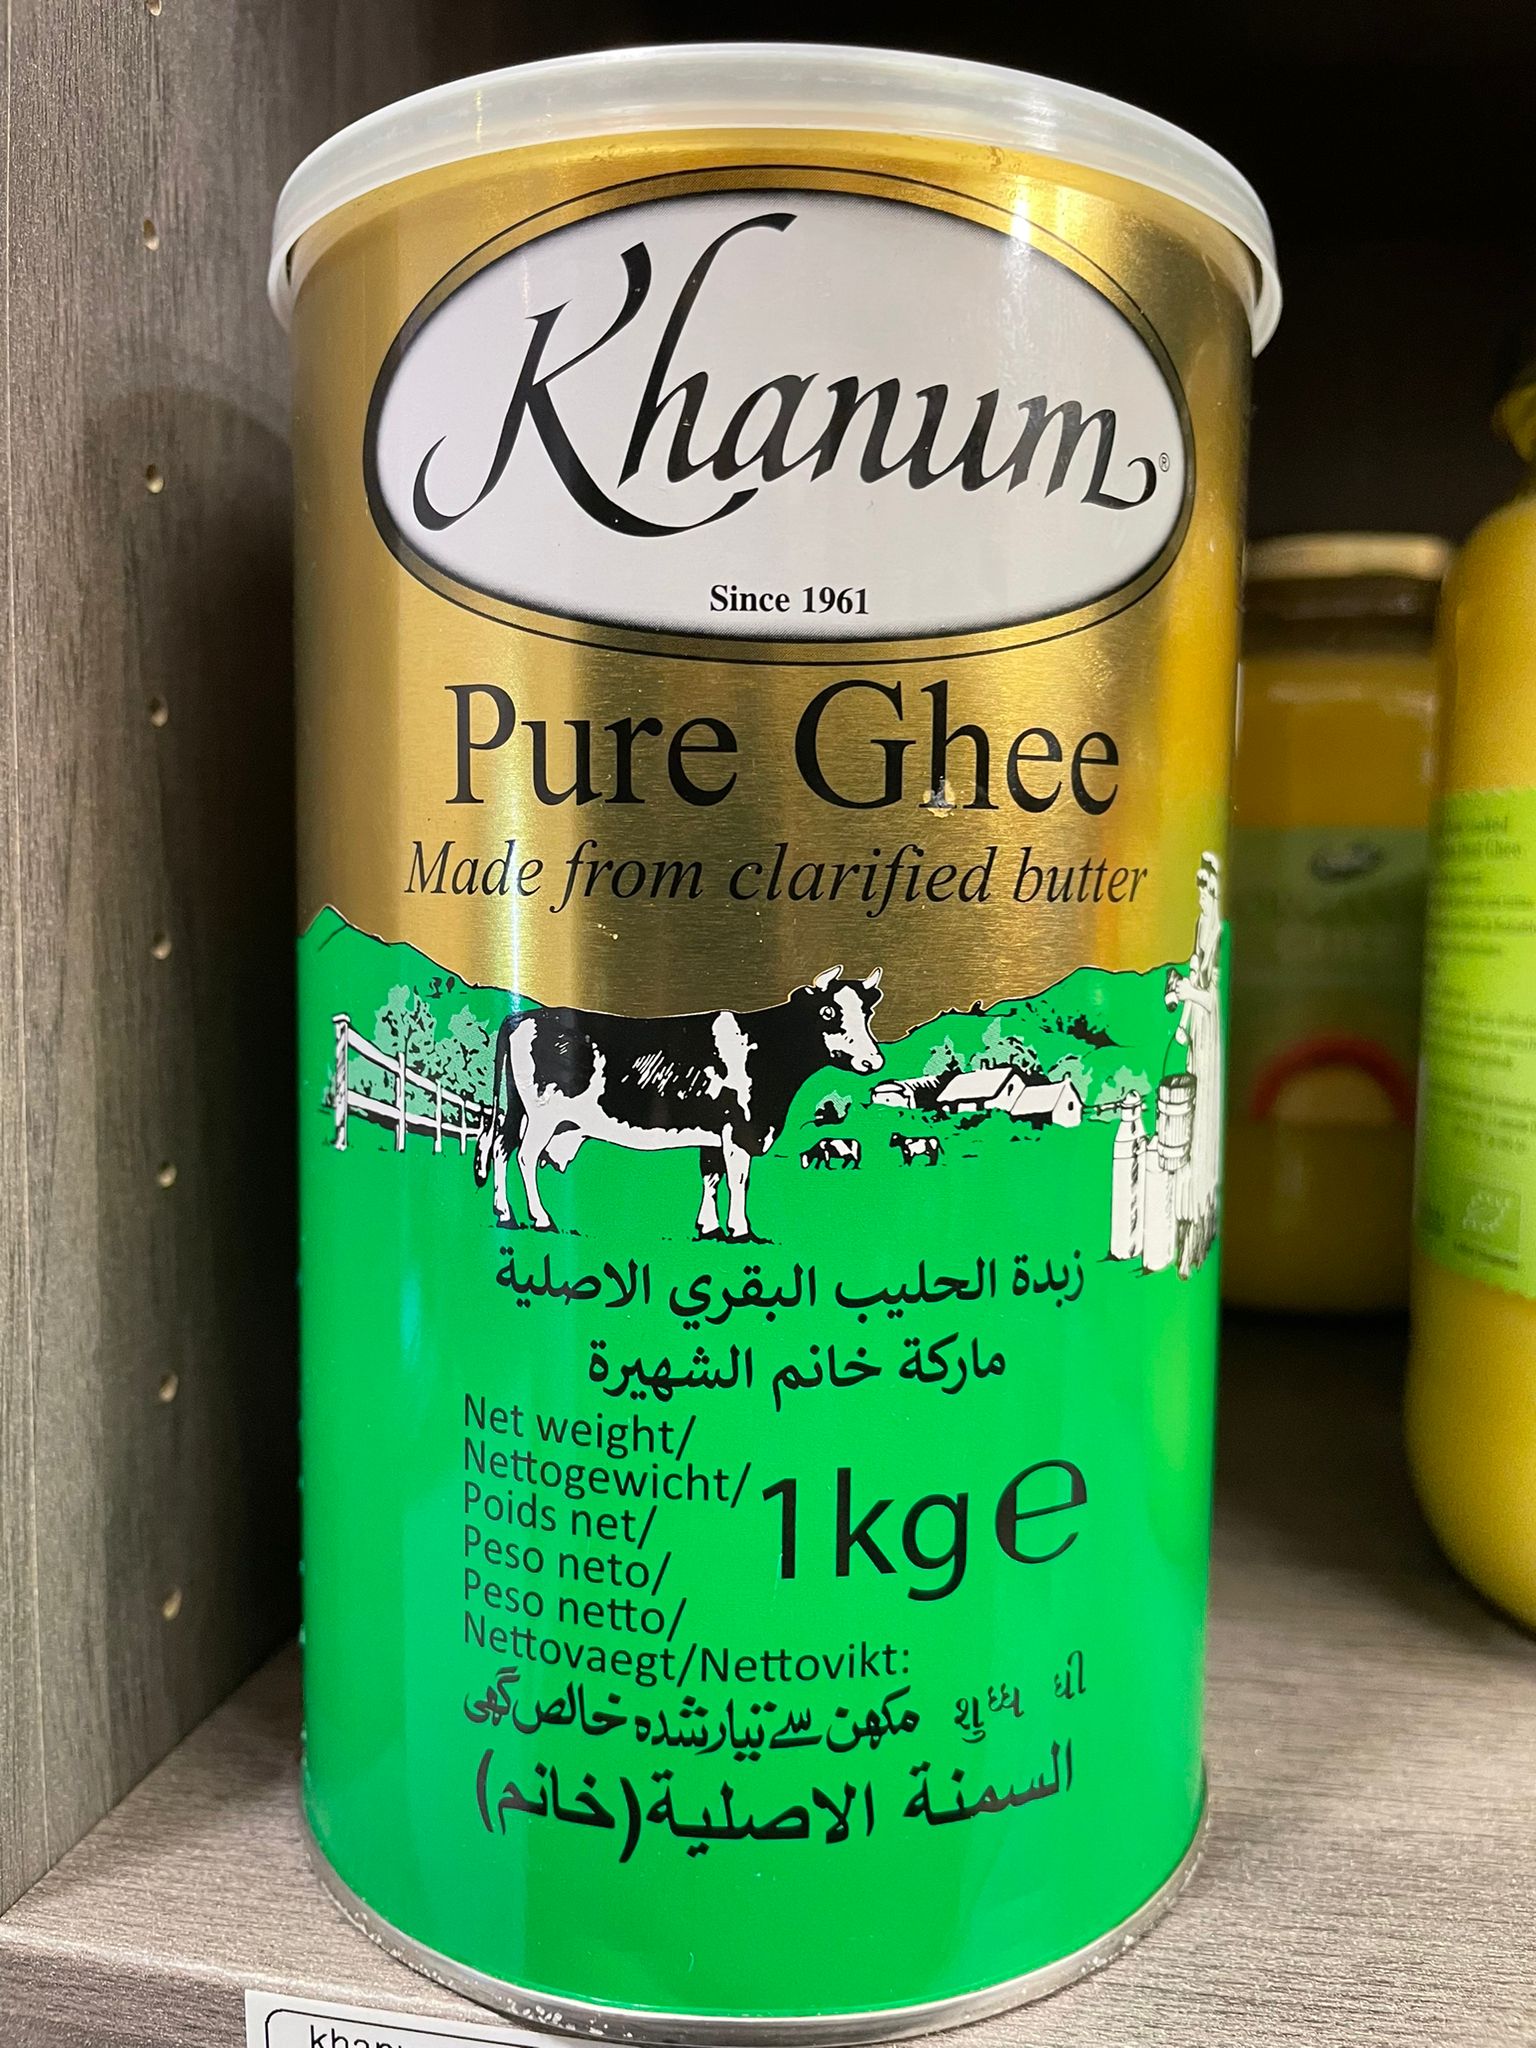 Khanum®
Since 1961
Pure Ghee
Made from clarified butter
زبدة الحليب البقري الاصلية
ماركة خانم الشهيرة
Net weight/
Nettogewicht/
Poids net/
Peso neto/
Peso netto/
Nettovaegt/Nettovikt:
1kg e
مکھن سے تیار شدہ خالص گھی
શુધ્ધ ઘી
السمنة الاصلية (خانم)